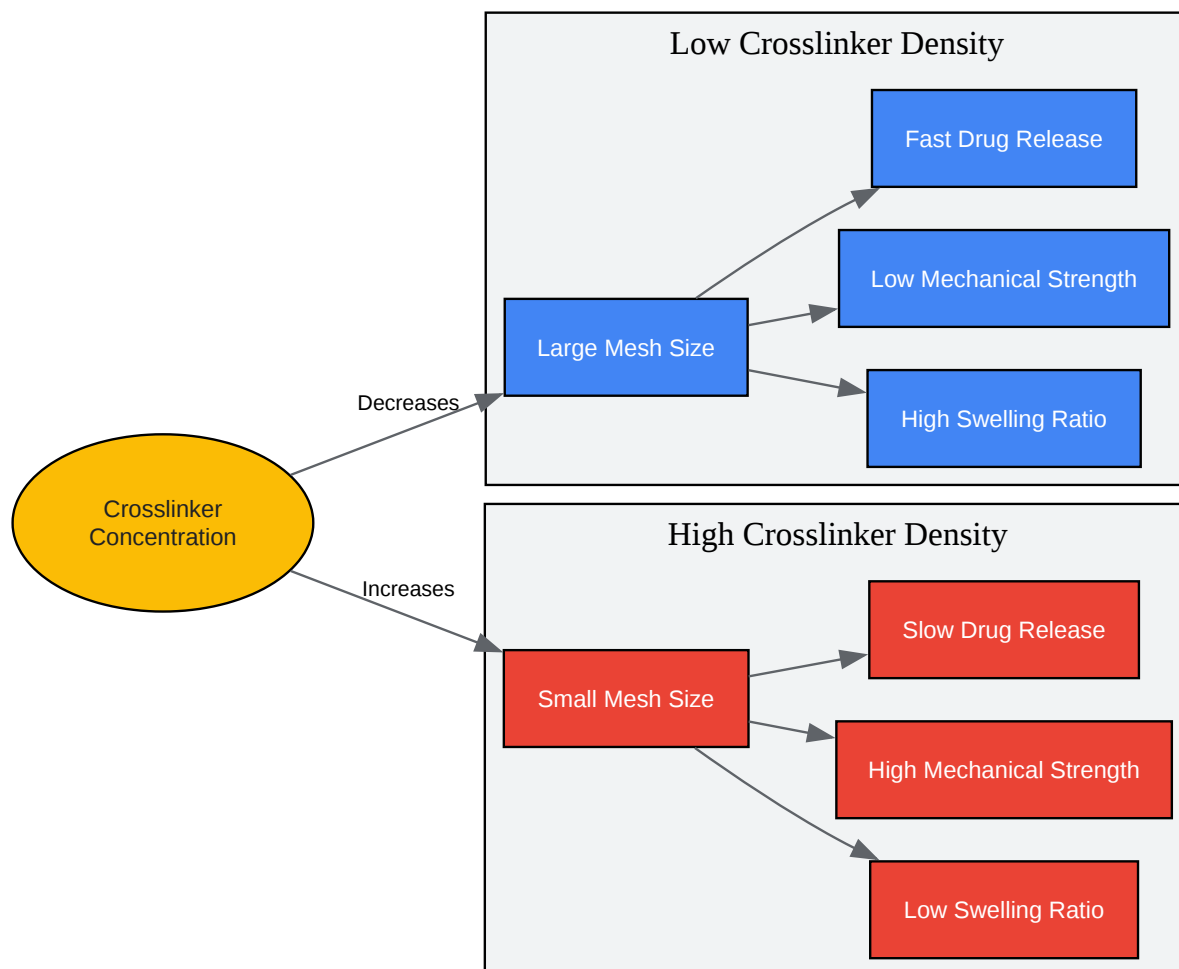 Low Crosslinker Density
Fast Drug Release
Low Mechanical Strength
Large Mesh Size
High Swelling Ratio
Decreases
Crosslinker
Concentration
Increases
High Crosslinker Density
Slow Drug Release
Small Mesh Size
High Mechanical Strength
Low Swelling Ratio